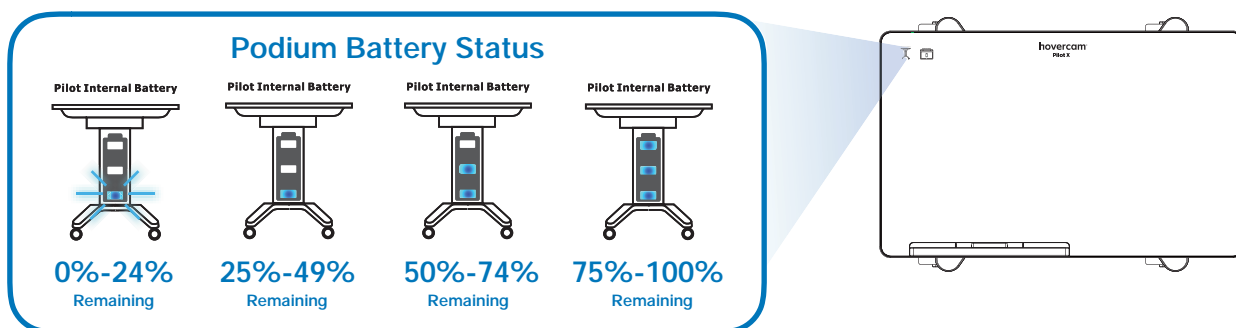 Podium Battery Status
Pilot Internal Battery Pilot Internal Battery Pilot Internal Battery Pilot Internal Battery
0%-24% 25%-49% 50%-74% 75%-100%
Remaining Remaining Remaining Remaining
hovercam
Pilot X